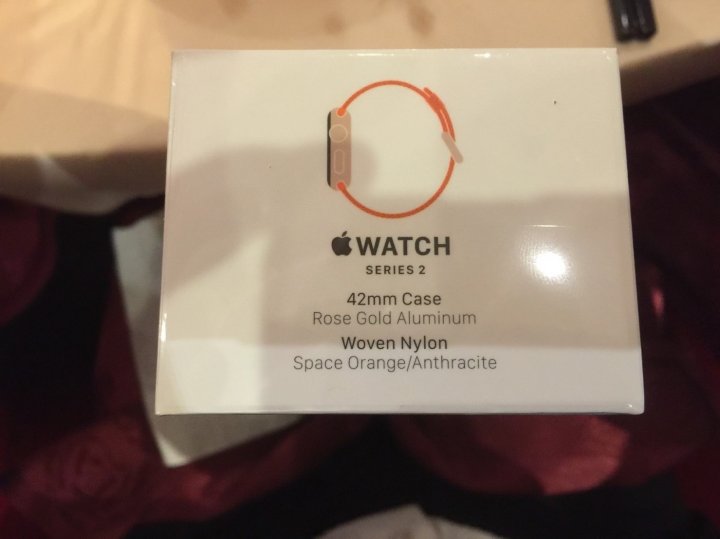 WATCH
SERIES 2
42mm Case
Rose Gold Aluminum
Woven Nylon
Space Orange/Anthracite